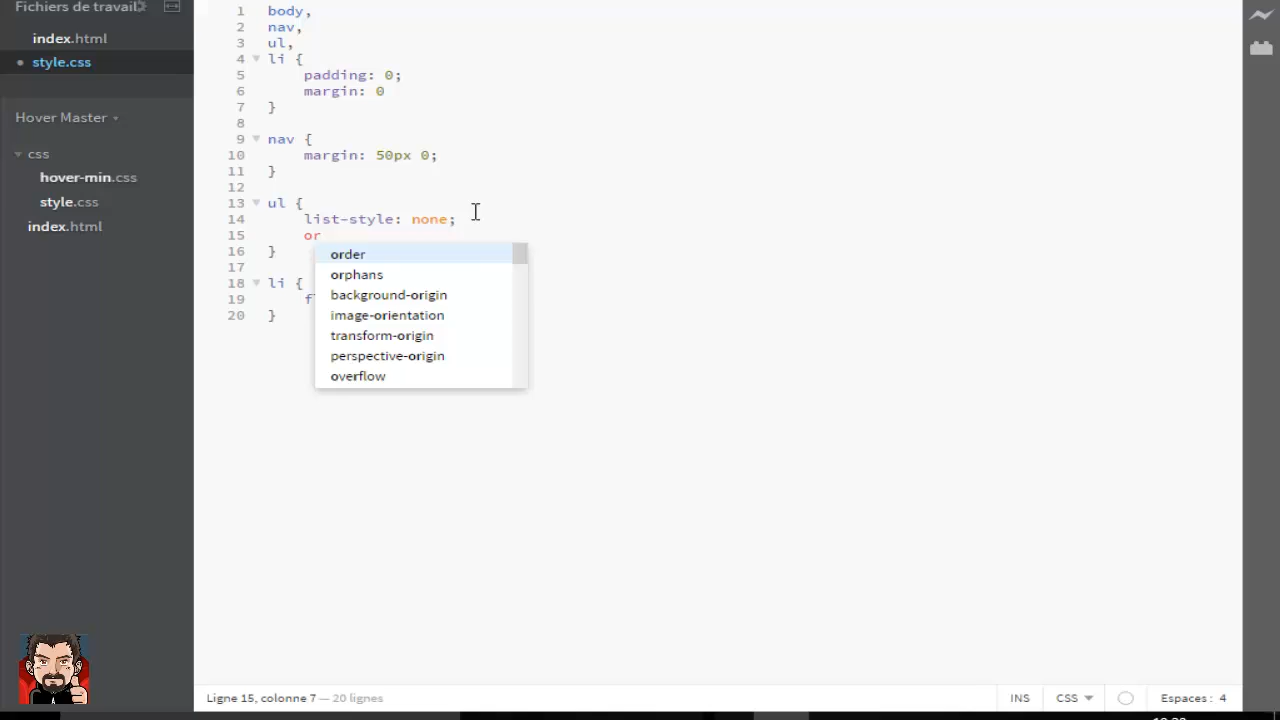 Fichiers de travail
index.html
style.css
Hover Master
css
hover-min.css
style.css
index.html
1 body,
2 nav,
3 ul,
4 li {
5 padding: 0;
6 margin: 0
7 }
8
9 nav {
10 margin: 50px 0;
11 }
12
13 ul {
14 list-style: none;
15 or
16 }
17
18 li {
19 f
20 }
order
orphans
background-origin
image-orientation
transform-origin
perspective-origin
overflow
Ligne 15, colonne 7 — 20 lignes
INS
CSS
Espaces : 4